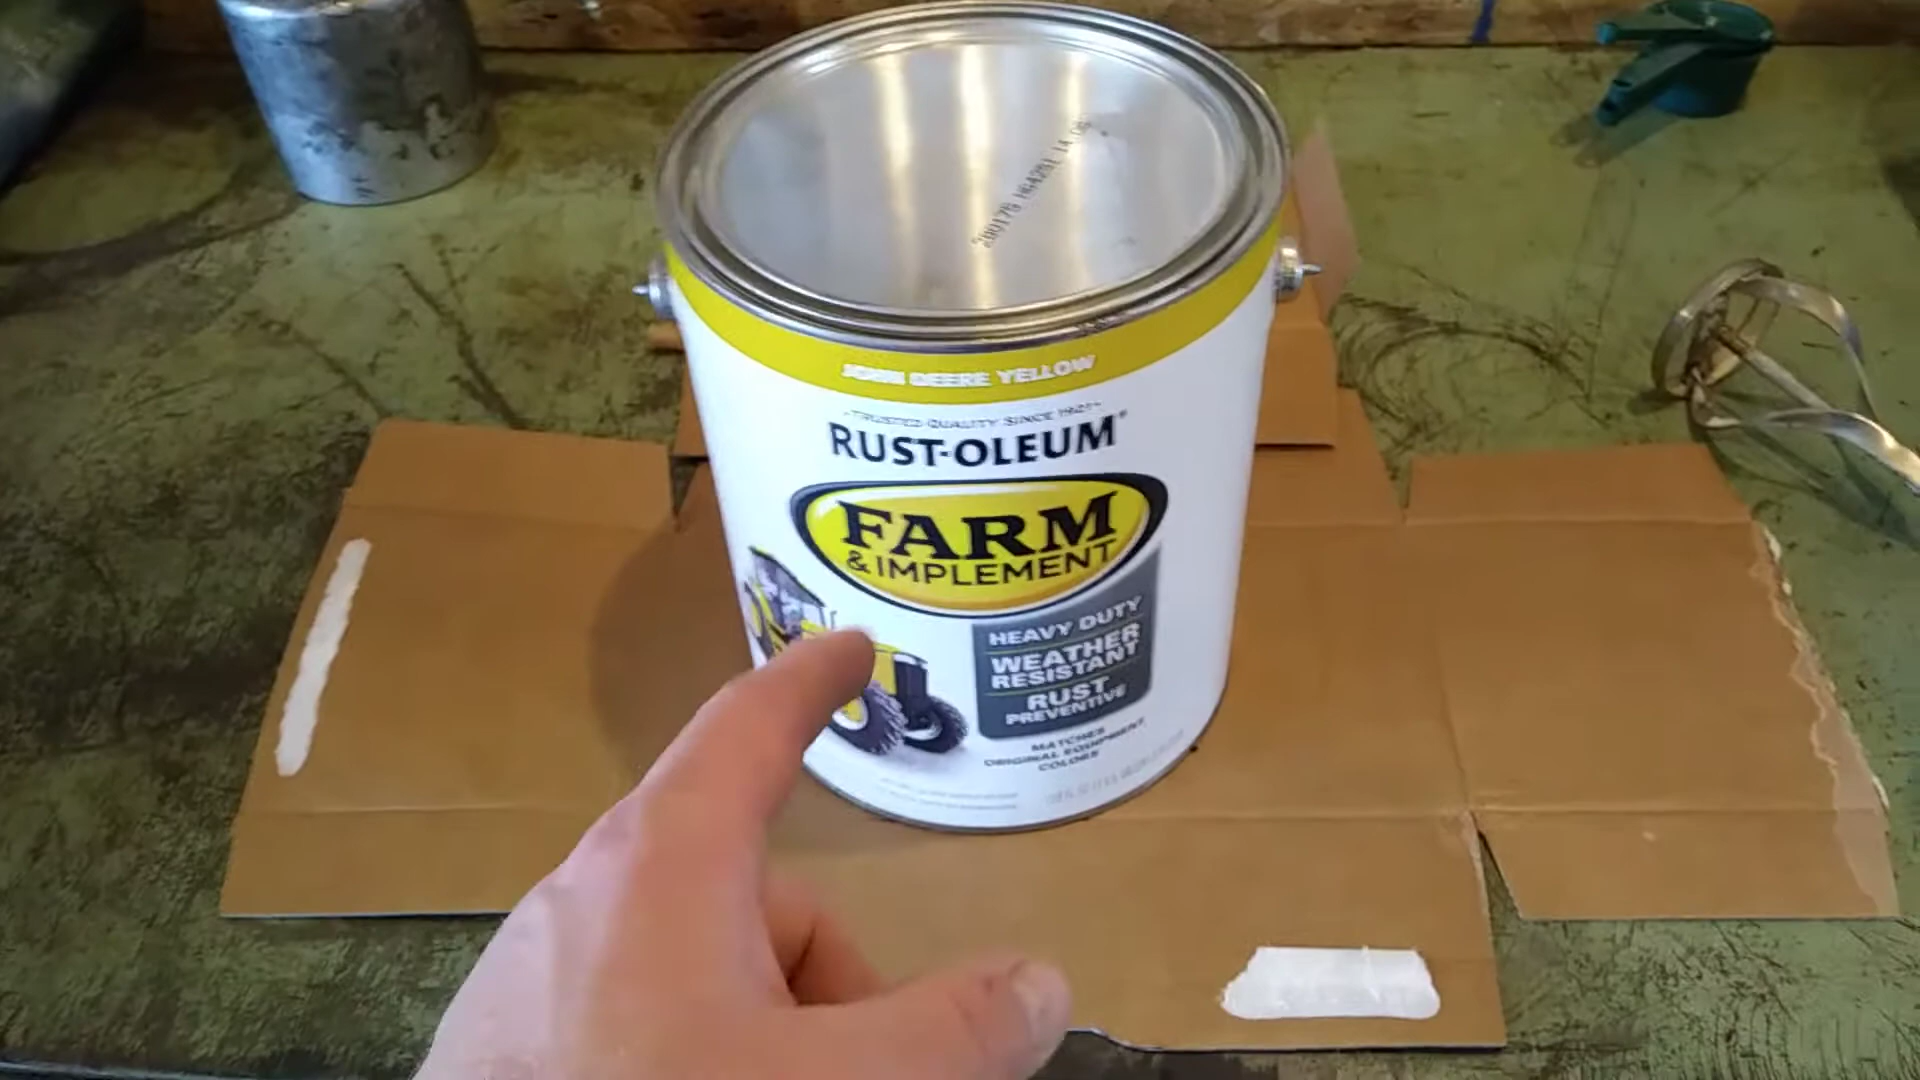 JOHN DEERE YELLOW
TRUSTED QUALITY SINCE 1921
RUST-OLEUM®
FARM
& IMPLEMENT
HEAVY DUTY
WEATHER
RESISTANT
RUST
PREVENTIVE
MATCHES
ORIGINAL EQUIPMENT
COLORS